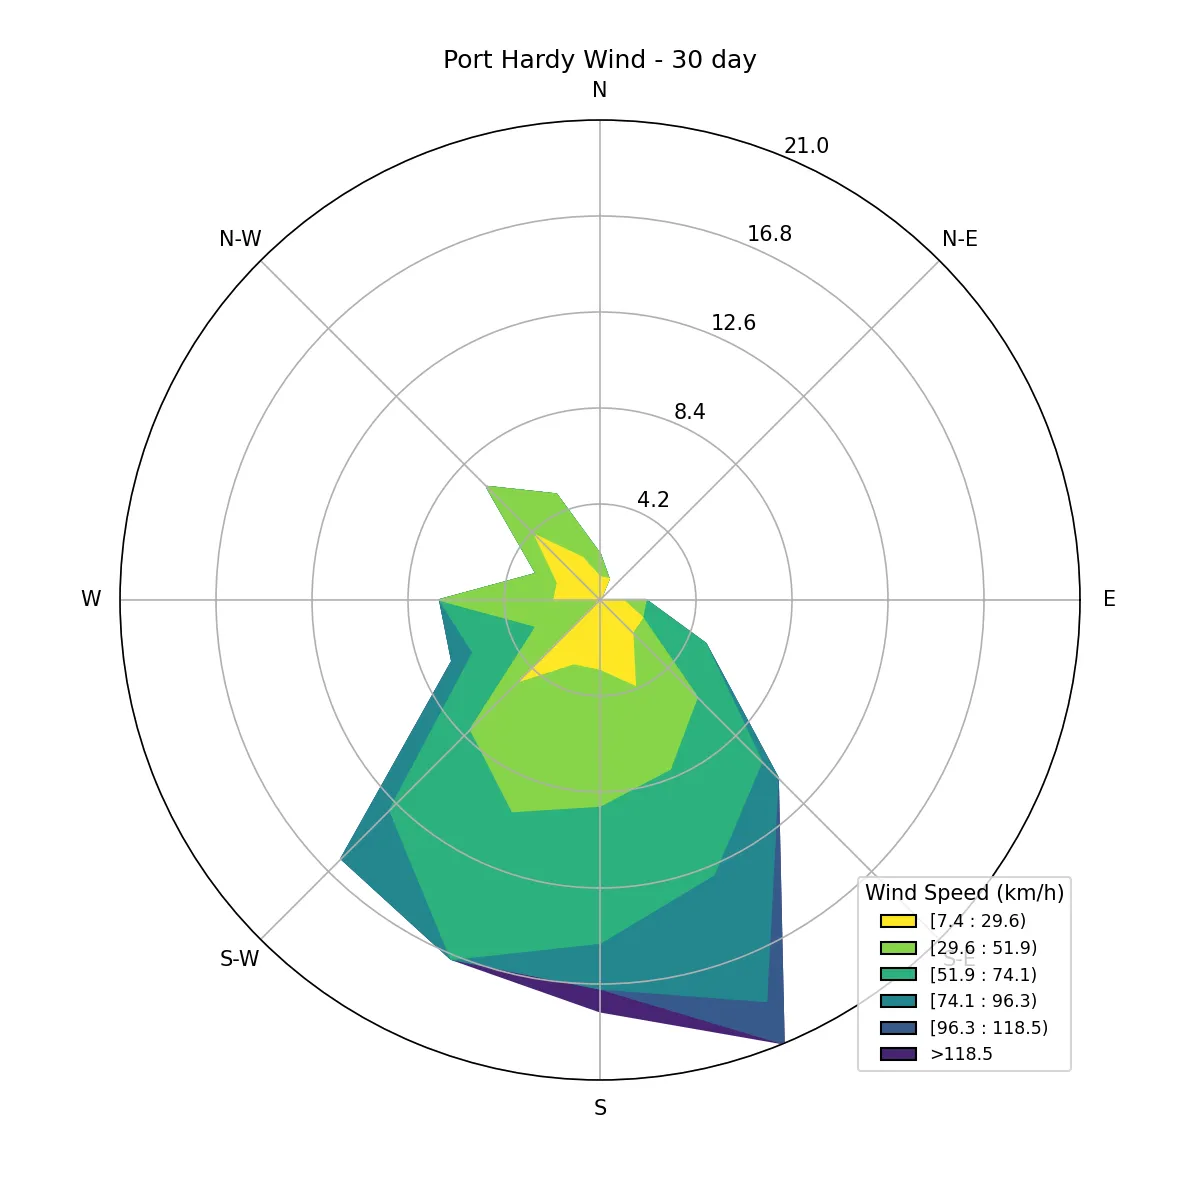 Port Hardy Wind - 30 day
N
21.0
N-W
16.8
N-E
12.6
8.4
4.2
W
E
S-W
S-E
S
Wind Speed (km/h)
[7.4 : 29.6)
[29.6 : 51.9)
[51.9 : 74.1)
[74.1 : 96.3)
[96.3 : 118.5)
>118.5